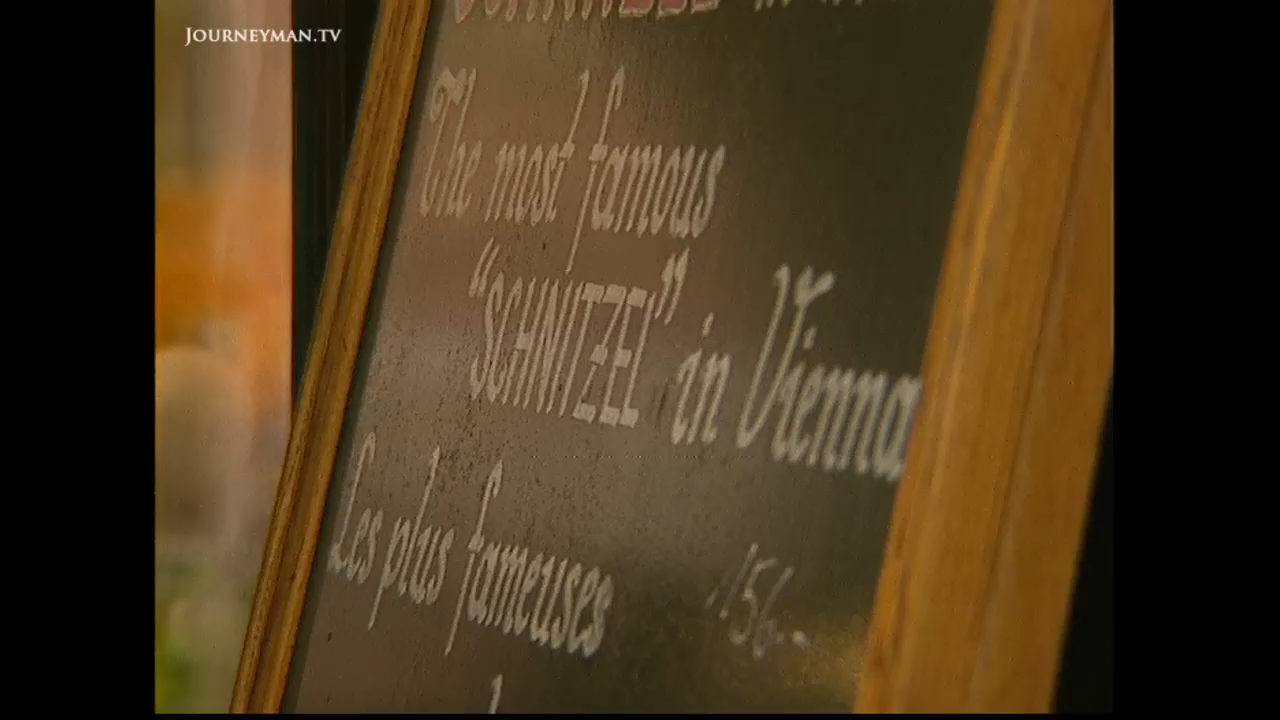 JOURNEYMAN.TV
The most famous
"SCHNITZEL" in Vienna
Les plus fameuses